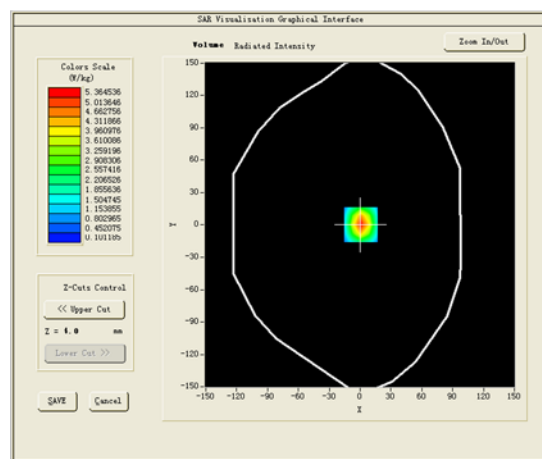 SAR Visualisation Graphical Interface
Volume Radiated Intensity
Zoom In/Out
Colors Scale
(W/kg)
5.364536
5.013646
4.662756
4.311866
3.960976
3.610086
3.259196
2.908306
2.557416
2.206526
1.855636
1.504745
1.153855
0.802965
0.452075
0.101185
Z-Cuts Control
<< Upper Cut
Z = 4.0 mm
Lower Cut >>
SAVE Cancel
150
120
90
60
30
0
-30
-60
-90
-120
-150
Y
-150 -120 -90 -60 -30 0 30 60 90 120 150
X